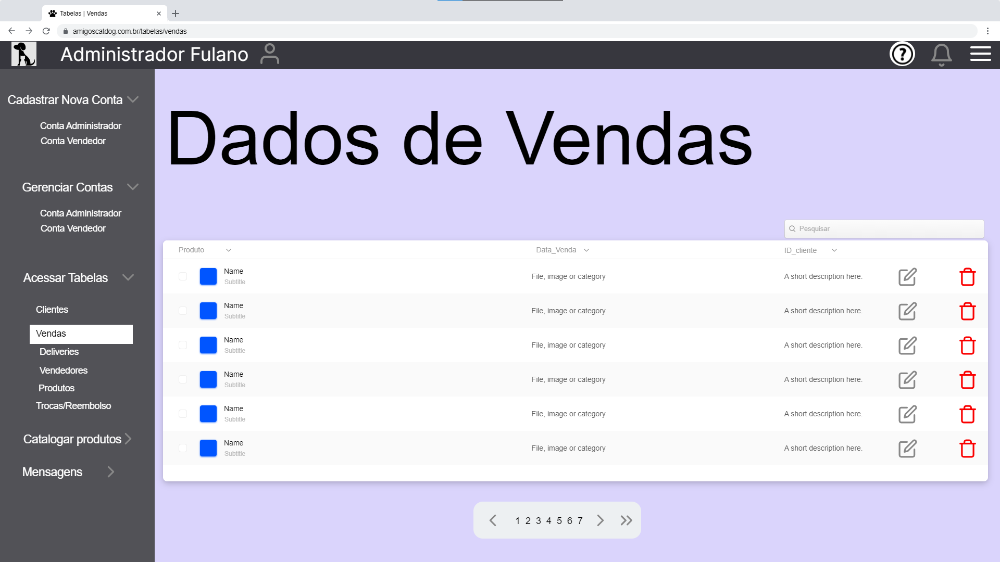 Tabelas | Vendas
amigoscatdog.com.br/tabelas/vendas
Administrador Fulano
?
Cadastrar Nova Conta
Conta Administrador
Conta Vendedor
Gerenciar Contas
Conta Administrador
Conta Vendedor
Acessar Tabelas
Clientes
Vendas
Deliveries
Vendedores
Produtos
Trocas/Reembolso
Catalogar produtos
Mensagens
Dados de Vendas
Pesquisar
Produto Data_Venda ID_cliente
Name
Subtitle
File, image or category
A short description here.
Name
Subtitle
File, image or category
A short description here.
Name
Subtitle
File, image or category
A short description here.
Name
Subtitle
File, image or category
A short description here.
Name
Subtitle
File, image or category
A short description here.
Name
Subtitle
File, image or category
A short description here.
1 2 3 4 5 6 7